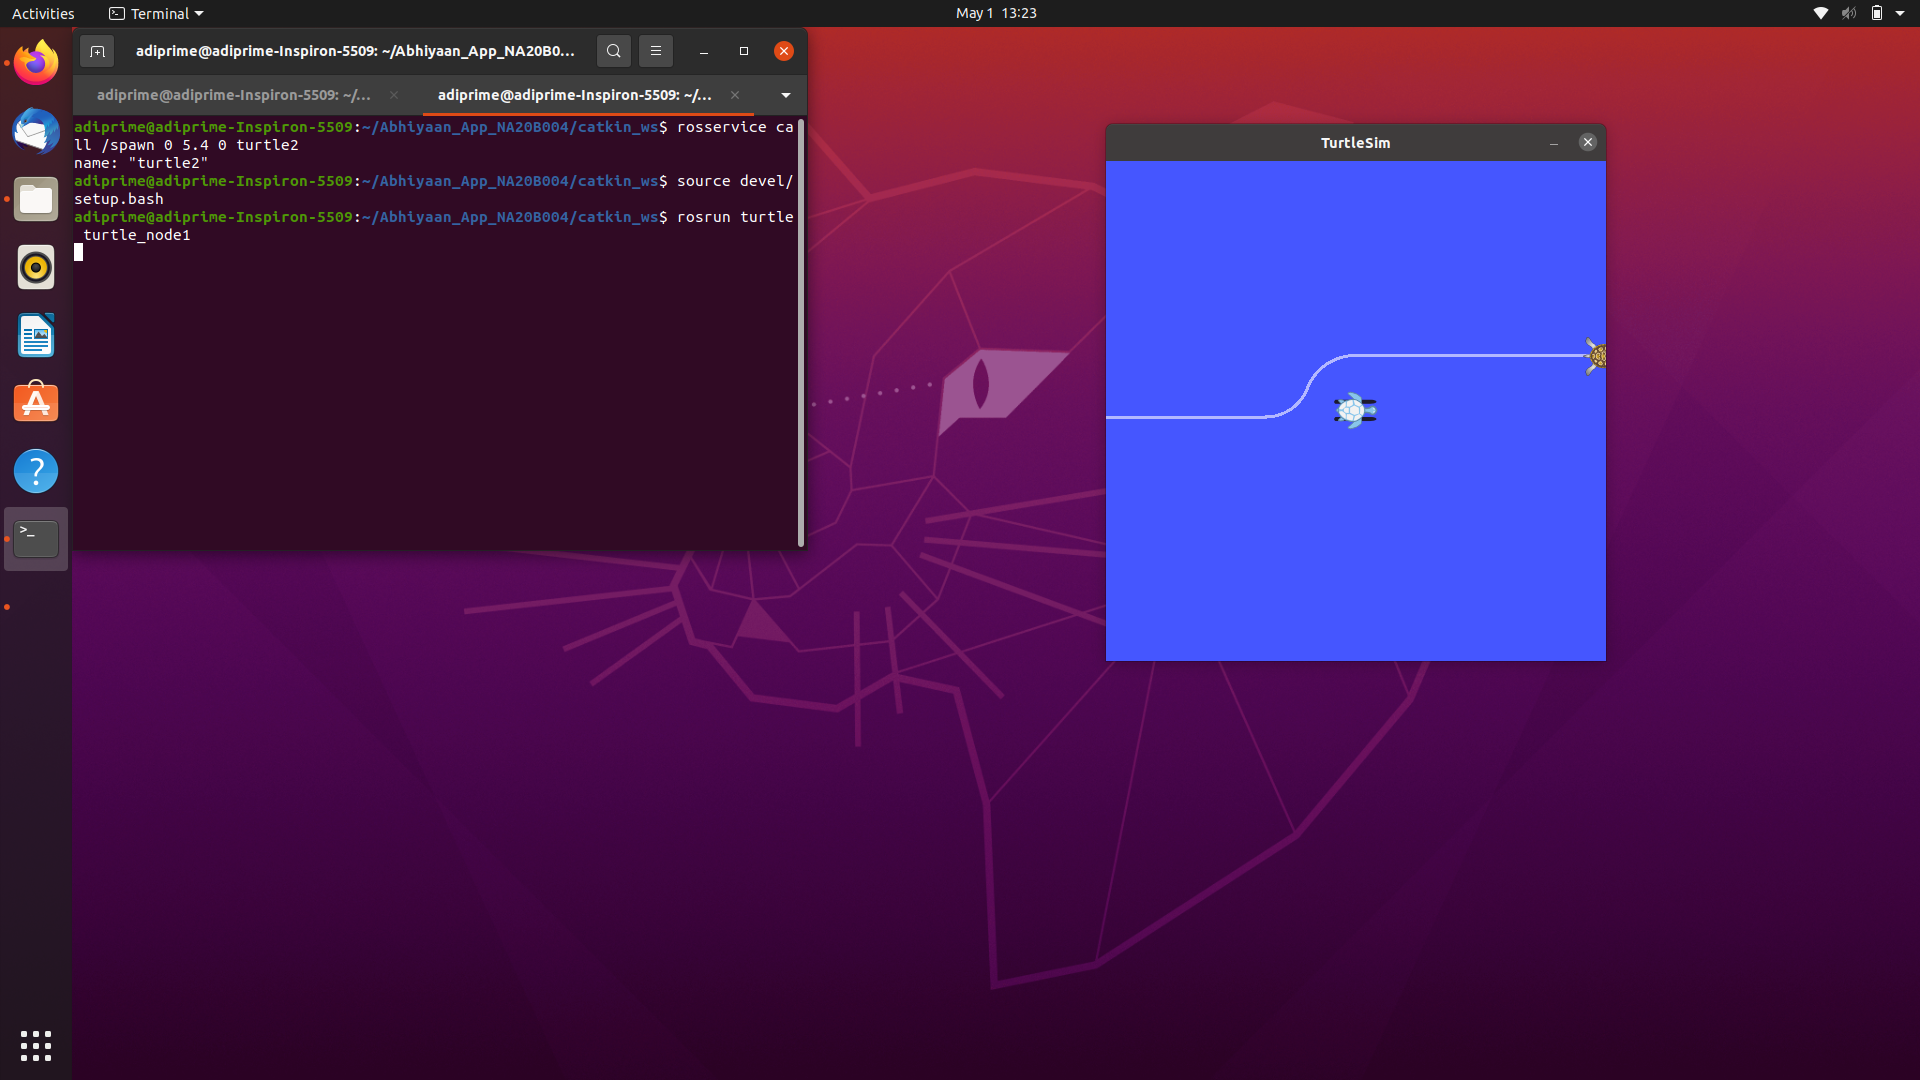 Activities
Terminal
May 1 13:23
adiprime@adiprime-Inspiron-5509: ~/Abhiyaan_App_NA20B0...
adiprime@adiprime-Inspiron-5509: ~/...
adiprime@adiprime-Inspiron-5509: ~/...
adiprime@adiprime-Inspiron-5509:~/Abhiyaan_App_NA20B004/catkin_ws$ rosservice ca
ll /spawn 0 5.4 0 turtle2
name: "turtle2"
adiprime@adiprime-Inspiron-5509:~/Abhiyaan_App_NA20B004/catkin_ws$ source devel/
setup.bash
adiprime@adiprime-Inspiron-5509:~/Abhiyaan_App_NA20B004/catkin_ws$ rosrun turtle
 turtle_node1
TurtleSim